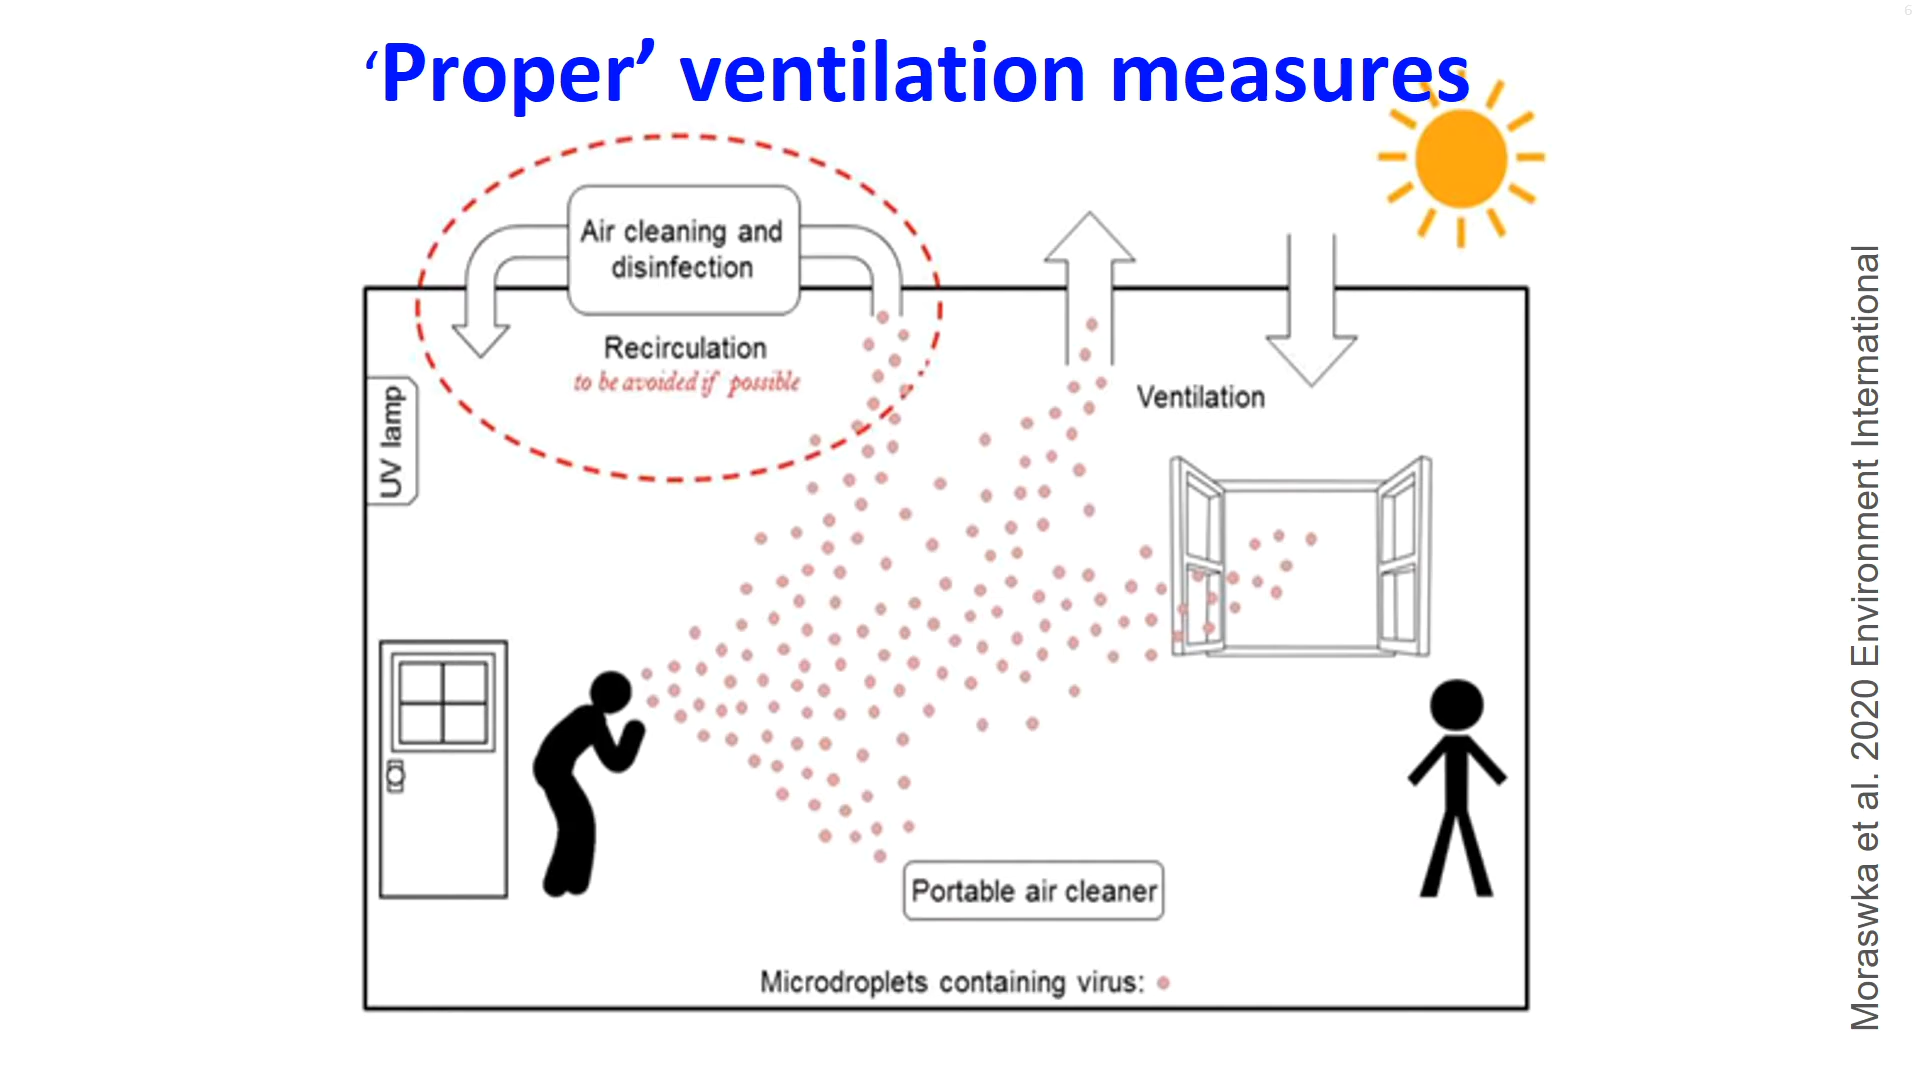 6
‘Proper’ ventilation measures
Air cleaning and
disinfection
Recirculation
to be avoided if possible
UV lamp
Ventilation
Portable air cleaner
Microdroplets containing virus:
Moraswka et al. 2020 Environment International